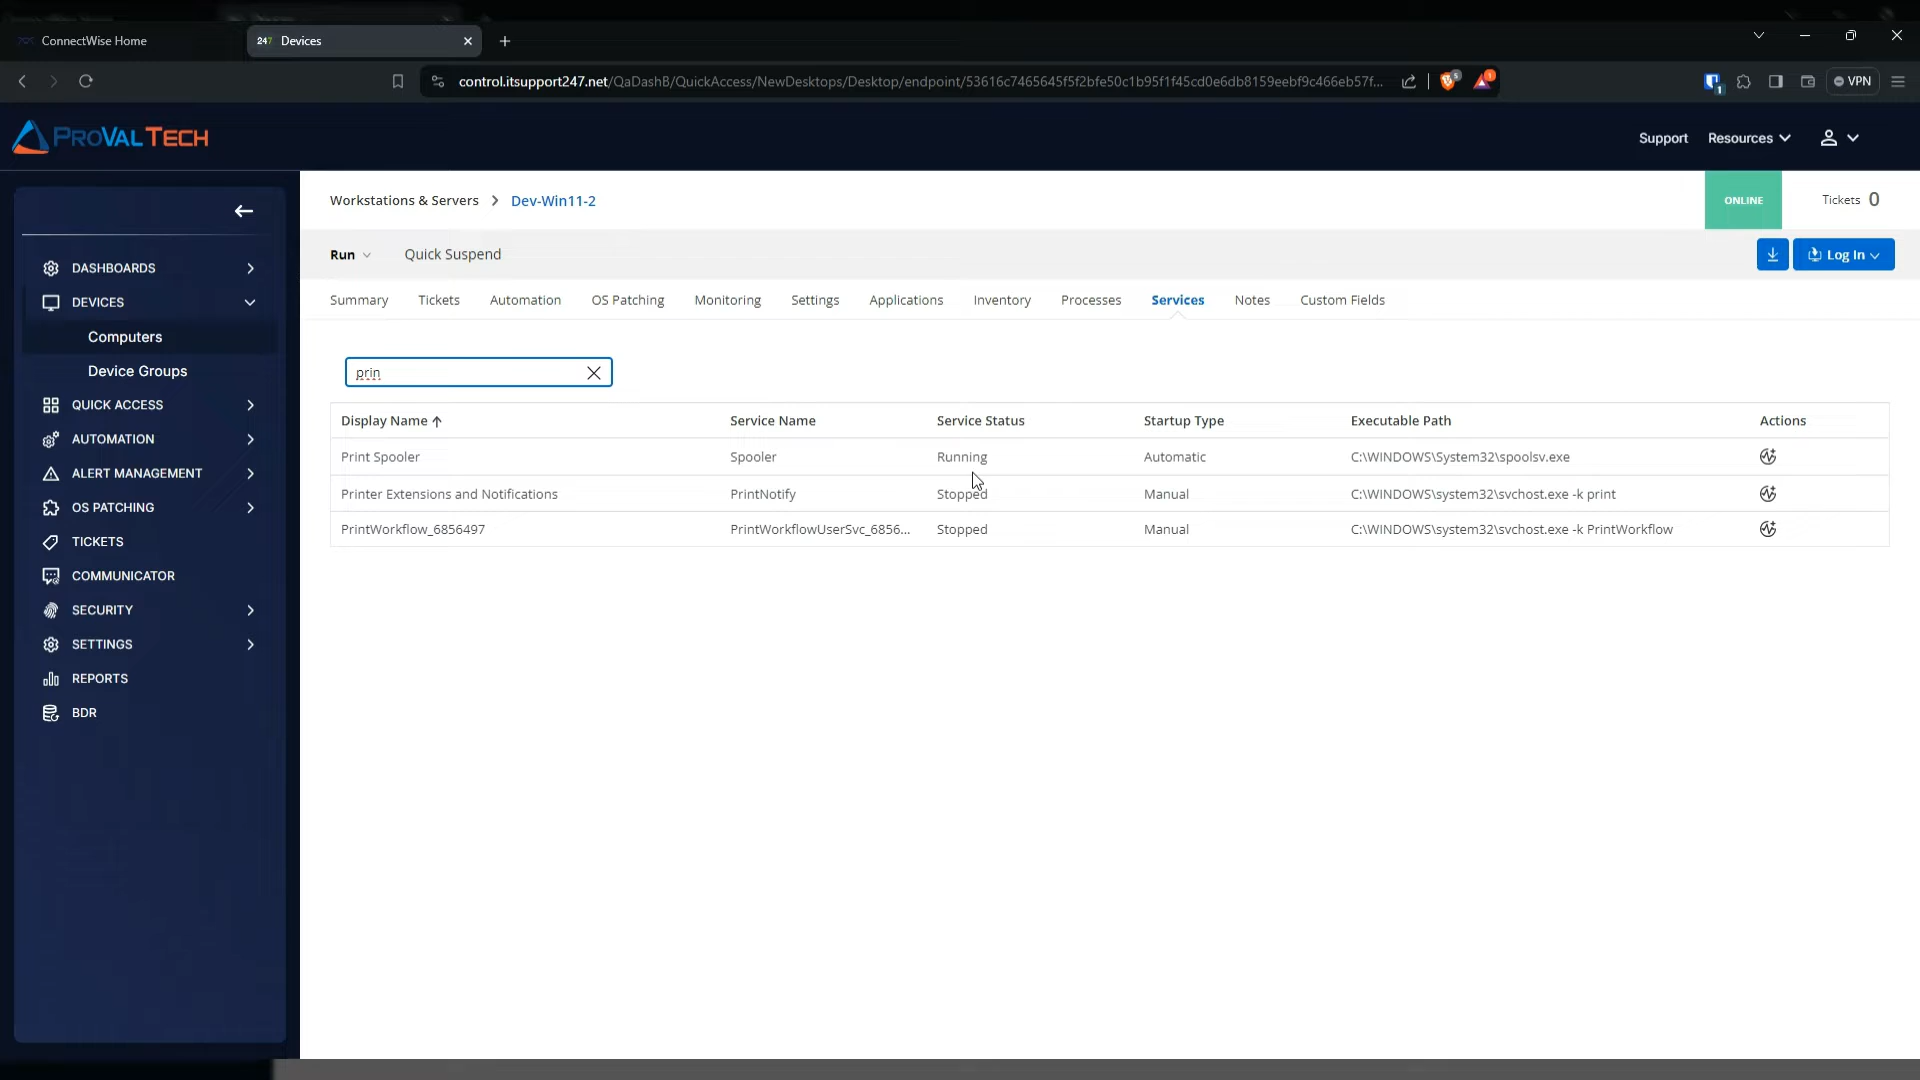 ConnectWise Home
247 Devices
control.itsupport247.net/QaDashB/QuickAccess/NewDesktops/Desktop/endpoint/53616c7465645f5f2bfe50c1b95f1f45cd0e6db8159eebf9c466eb57f...
5
1
1
VPN
PROVALTECH
Support
Resources
Workstations & Servers > Dev-Win11-2
ONLINE
Tickets 0
Run
Quick Suspend
Log In
DASHBOARDS
DEVICES
Computers
Device Groups
QUICK ACCESS
AUTOMATION
ALERT MANAGEMENT
OS PATCHING
TICKETS
COMMUNICATOR
SECURITY
SETTINGS
REPORTS
BDR
Summary Tickets Automation OS Patching Monitoring Settings Applications Inventory Processes Services Notes Custom Fields
prin
Display Name Service Name Service Status Startup Type Executable Path Actions
Print Spooler Spooler Running Automatic C:\WINDOWS\System32\spoolsv.exe
Printer Extensions and Notifications PrintNotify Stopped Manual C:\WINDOWS\system32\svchost.exe -k print
PrintWorkflow_6856497 PrintWorkflowUserSvc_6856... Stopped Manual C:\WINDOWS\system32\svchost.exe -k PrintWorkflow